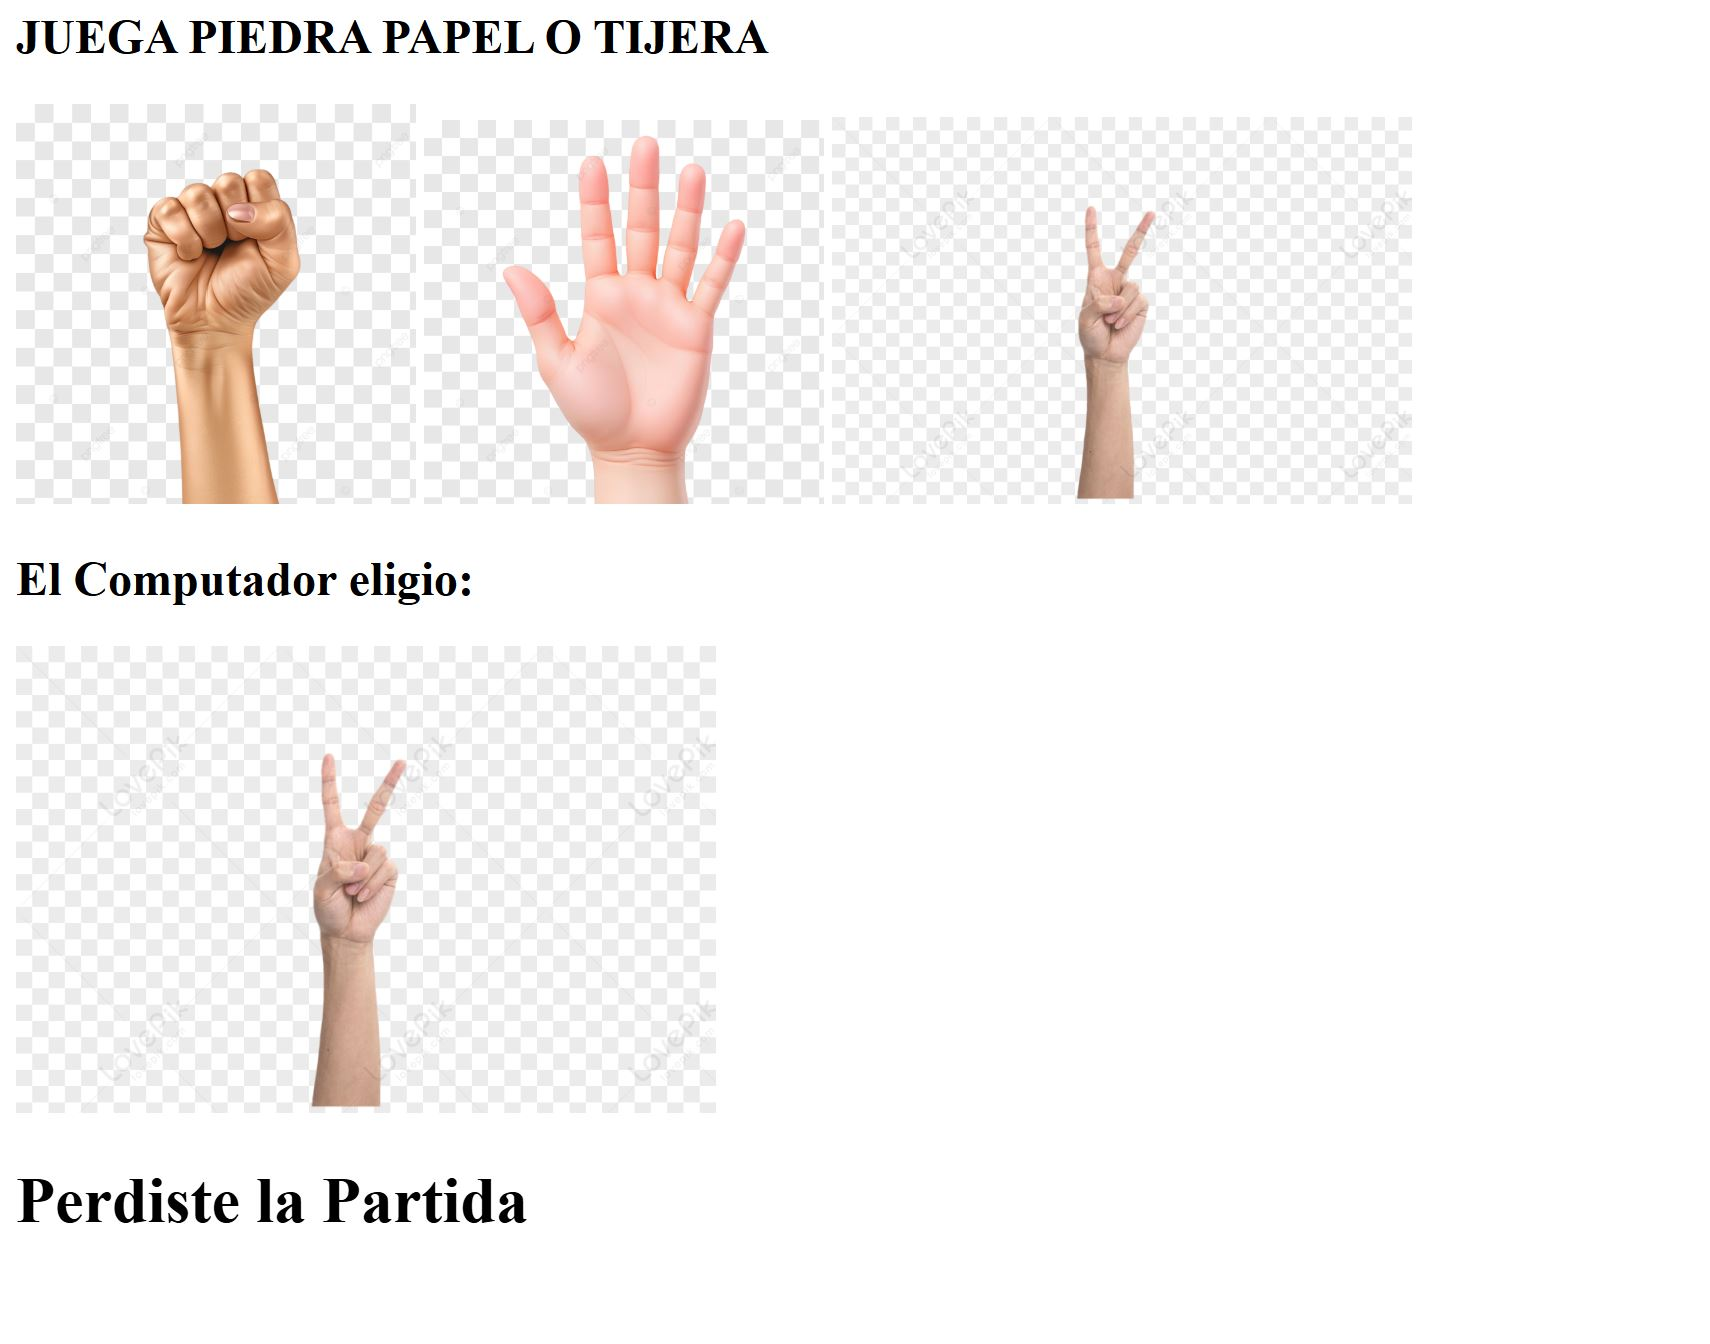 JUEGA PIEDRA PAPEL O TIJERA
El Computador eligio:
Perdiste la Partida